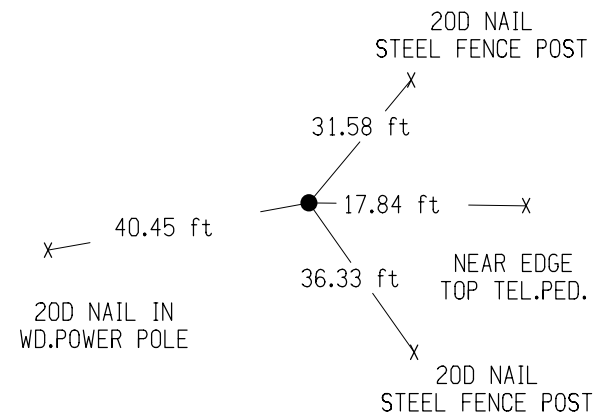 20D NAIL
STEEL FENCE POST
31.58 ft
17.84 ft
40.45 ft
NEAR EDGE
TOP TEL.PED.
36.33 ft
20D NAIL IN
WD.POWER POLE
20D NAIL
STEEL FENCE POST